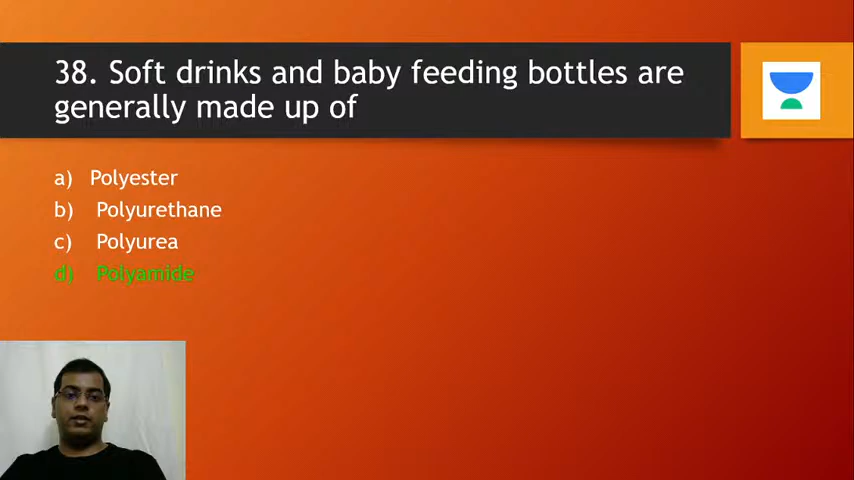 38. Soft drinks and baby feeding bottles are
generally made up of
a) Polyester
b) Polyurethane
c) Polyurea
d) Polyamide